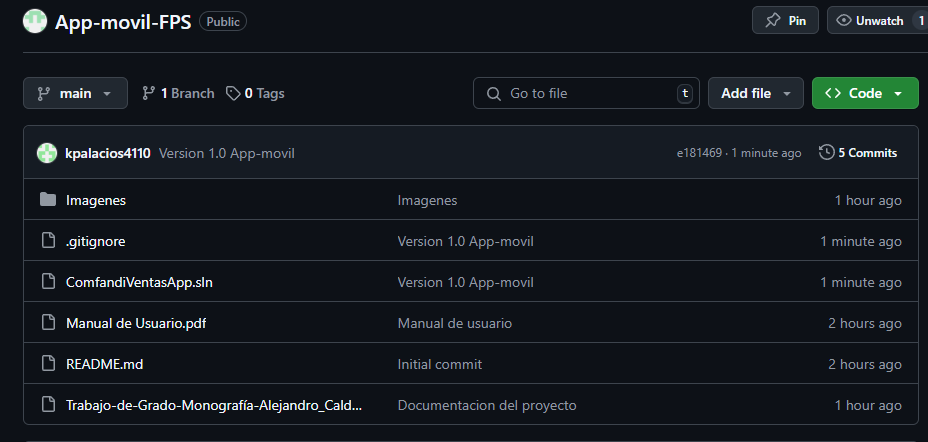 App-movil-FPS Public Pin Unwatch 1
main 1 Branch 0 Tags Go to file t Add file Code
kpalacios4110 Version 1.0 App-movil e181469 · 1 minute ago 5 Commits
Imagenes Imagenes 1 hour ago
.gitignore Version 1.0 App-movil 1 minute ago
ComfandiVentasApp.sln Version 1.0 App-movil 1 minute ago
Manual de Usuario.pdf Manual de usuario 2 hours ago
README.md Initial commit 2 hours ago
Trabajo-de-Grado-Monografía-Alejandro_Cald... Documentacion del proyecto 1 hour ago